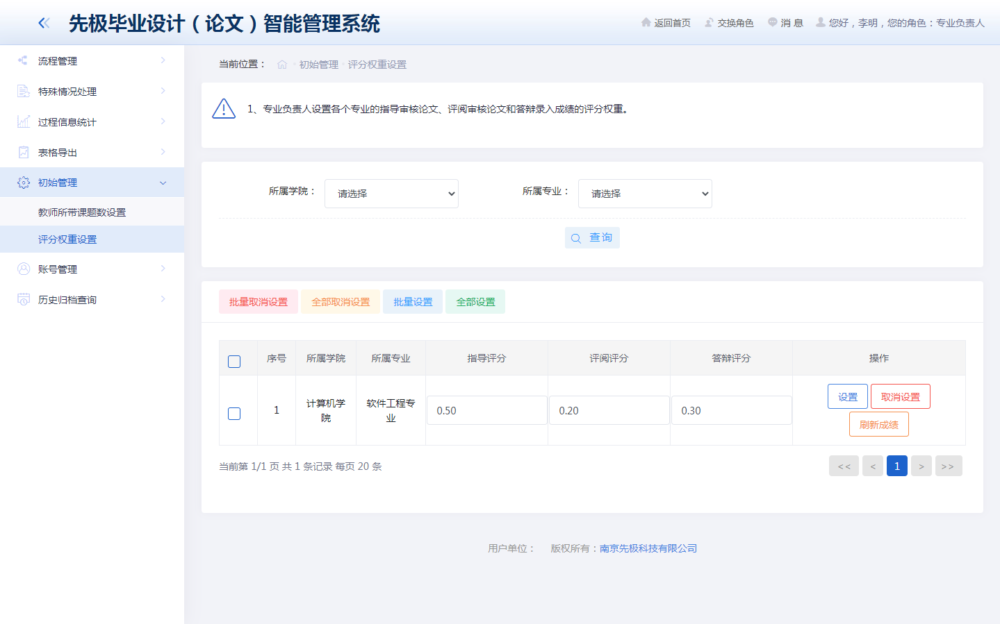 先极毕业设计（论文）智能管理系统
返回首页 交换角色 消 息 您好，李明，您的角色：专业负责人
流程管理
特殊情况处理
过程信息统计
表格导出
初始管理
教师所带课题数设置
评分权重设置
账号管理
历史归档查询
当前位置： 初始管理 评分权重设置
1、专业负责人设置各个专业的指导审核论文、评阅审核论文和答辩录入成绩的评分权重。
所属学院： 请选择 所属专业： 请选择
查询
批量取消设置 全部取消设置 批量设置 全部设置
序号 所属学院 所属专业 指导评分 评阅评分 答辩评分 操作
1 计算机学院 软件工程专业 0.50 0.20 0.30 设置 取消设置
刷新成绩
当前第 1/1 页 共 1 条记录 每页 20 条 << < 1 > >>
用户单位： 版权所有：南京先极科技有限公司